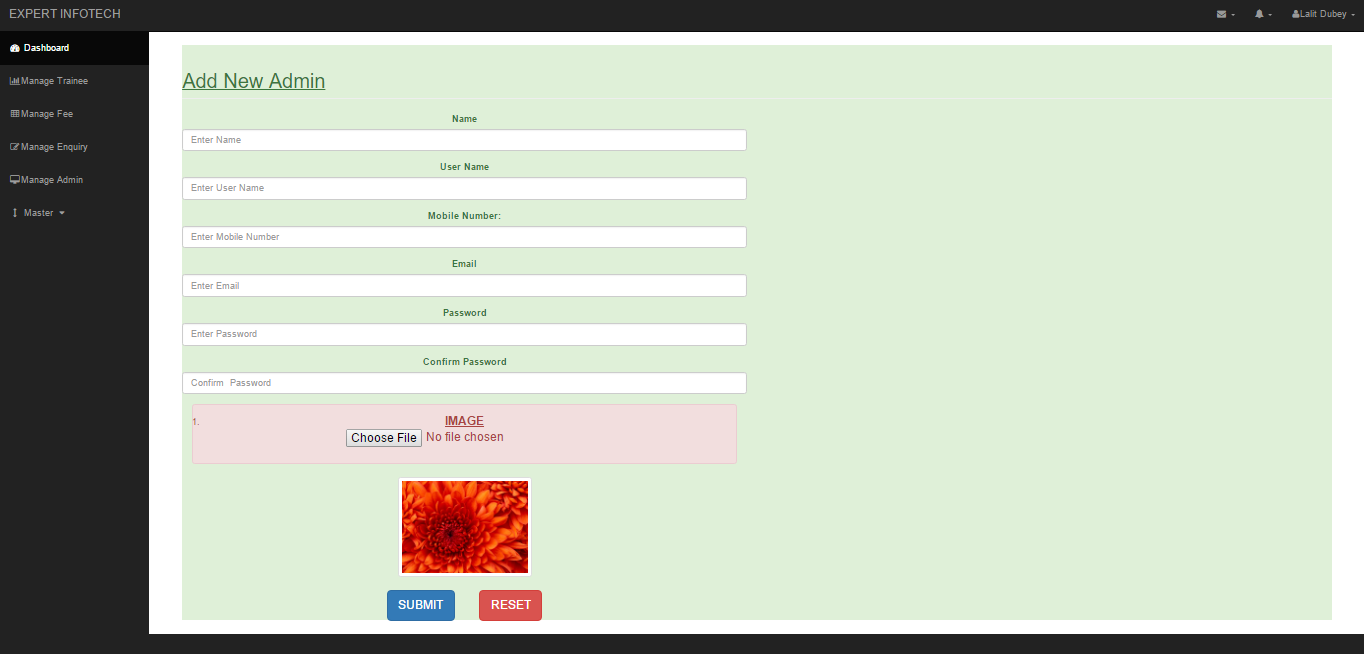 EXPERT INFOTECH
Lalit Dubey
Dashboard
Manage Trainee
Manage Fee
Manage Enquiry
Manage Admin
Master
Add New Admin
Name
Enter Name
User Name
Enter User Name
Mobile Number:
Enter Mobile Number
Email
Enter Email
Password
Enter Password
Confirm Password
Confirm  Password
1. IMAGE
Choose File No file chosen
SUBMIT RESET